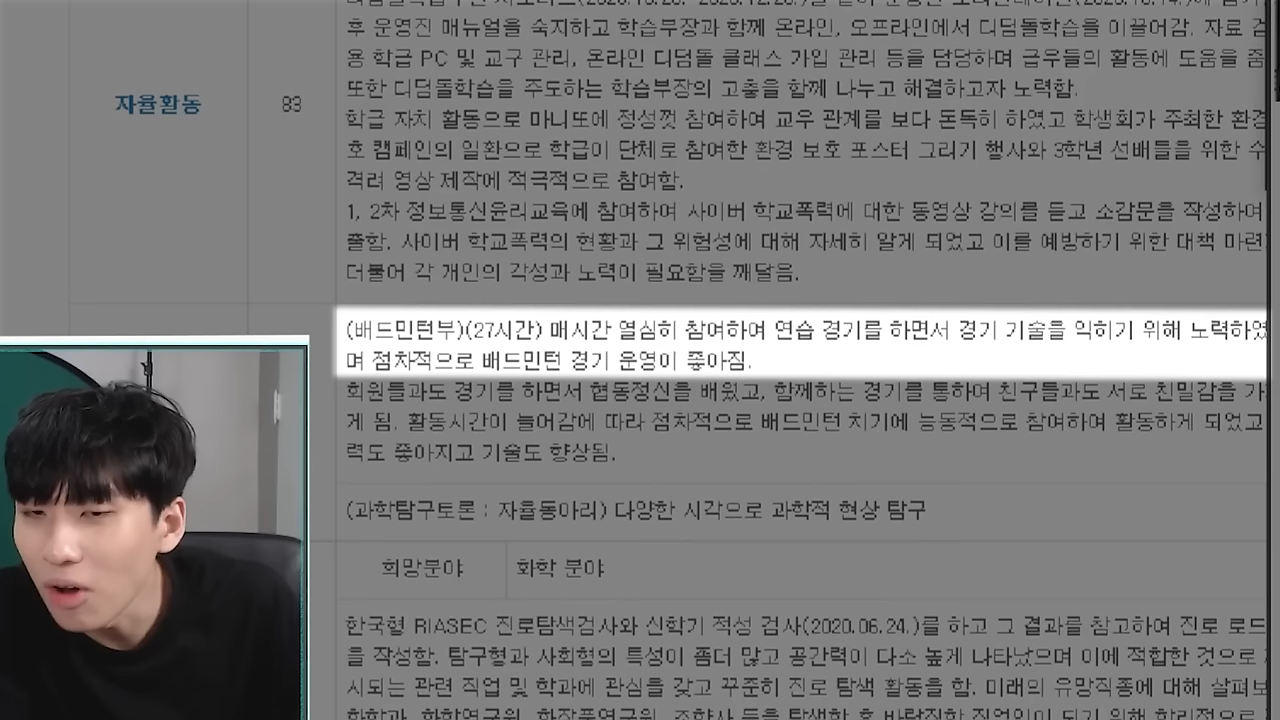 후 운영진 매뉴얼을 숙지하고 학습부장과 함께 온라인, 오프라인에서 디덤돌학습을 이끌어감. 자료
용 학급 PC 및 교구 관리, 온라인 디덤돌 클래스 가입 관리 등을 담당하며 급우들의 활동에 도움을 줌
또한 디덤돌학습을 주도하는 학습부장의 고충을 함께 나누고 해결하고자 노력함.
자율활동
83
학급 자치 활동으로 마니또에 정성껏 참여하여 교우 관계를 보다 돈독히 하였고 학생회가 주최한 환경
호 캠페인의 일환으로 학급이 단체로 참여한 환경 보호 포스터 그리기 행사와 3학년 선배들을 위한 수
격려 영상 제작에 적극적으로 참여함.
1, 2차 정보통신윤리교육에 참여하여 사이버 학교폭력에 대한 동영상 강의를 듣고 소감문을 작성하여
출함. 사이버 학교폭력의 현황과 그 위험성에 대해 자세히 알게 되었고 이를 예방하기 위한 대책 마련
더불어 각 개인의 각성과 노력이 필요함을 깨달음.
(배드민턴부)(27시간) 매시간 열심히 참여하여 연습 경기를 하면서 경기 기술을 익히기 위해 노력하였
며 점차적으로 배드민턴 경기 운영이 좋아짐.
회원들과도 경기를 하면서 협동정신을 배웠고, 함께하는 경기를 통하여 친구들과도 서로 친밀감을 가
게 됨. 활동시간이 늘어감에 따라 점차적으로 배드민턴 치기에 능동적으로 참여하여 활동하게 되었고
력도 좋아지고 기술도 향상됨.
(과학탐구토론 : 자율동아리) 다양한 시각으로 과학적 현상 탐구
희망분야
화학 분야
한국형 RIASEC 진로탐색검사와 신학기 적성 검사(2020.06.24.)를 하고 그 결과를 참고하여 진로 로드
을 작성함. 탐구형과 사회형의 특성이 좀더 많고 공간력이 다소 높게 나타났으며 이에 적합한 것으로
시되는 관련 직업 및 학과에 관심을 갖고 꾸준히 진로 탐색 활동을 함. 미래의 유망직종에 대해 살펴보